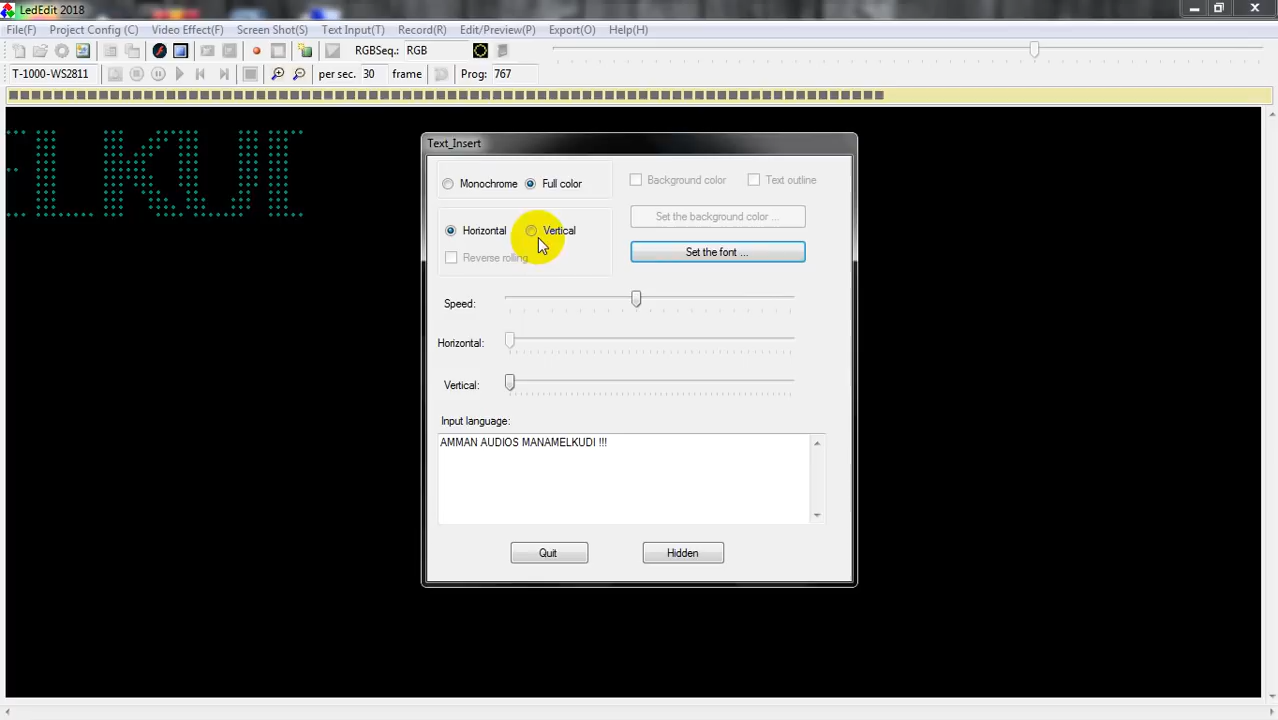 LedEdit 2018
File(F) Project Config (C) Video Effect(F) Screen Shot(S) Text Input(T) Record(R) Edit/Preview(P) Export(O) Help(H)
RGBSeq.: RGB
T-1000-WS2811 per sec. 30 frame Prog: 767
ELKUI
Text_Insert
Monochrome Full color Background color Text outline
Set the background color ...
Horizontal Vertical
Set the font ...
Reverse rolling
Speed:
Horizontal:
Vertical:
Input language:
AMMAN AUDIOS MANAMELKUDI !!!
Quit Hidden